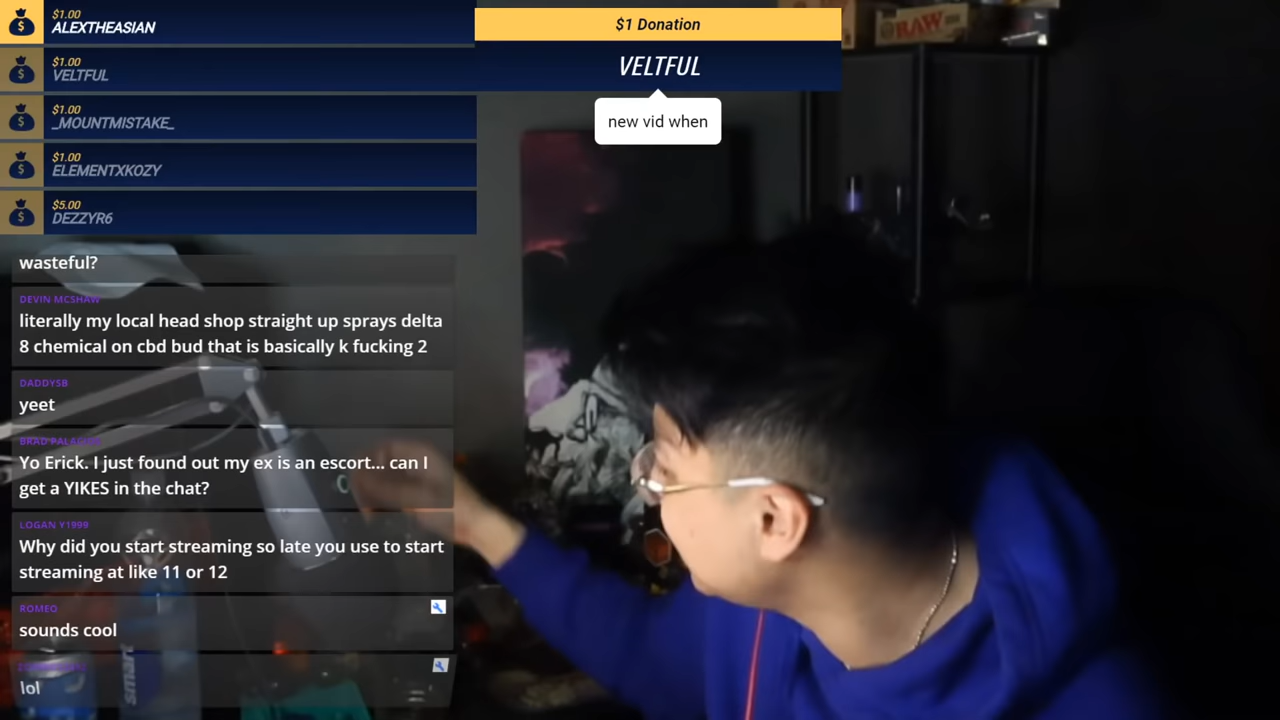 $1.00
ALEXTHEASIAN
$1.00
VELTFUL
$1.00
_MOUNTMISTAKE_
$1.00
ELEMENTXKOZY
$5.00
DEZZYR6
$1 Donation
VELTFUL
new vid when
RAW
wasteful?
DEVIN MCSHAW
literally my local head shop straight up sprays delta
8 chemical on cbd bud that is basically k fucking 2
DADDYSB
yeet
BRAD
Yo Erick. I just found out my ex is an escort... can I
get a YIKES in the chat?
LOGAN Y1999
Why did you start streaming so late you use to start
streaming at like 11 or 12
ROMEO
sounds cool
lol
smart